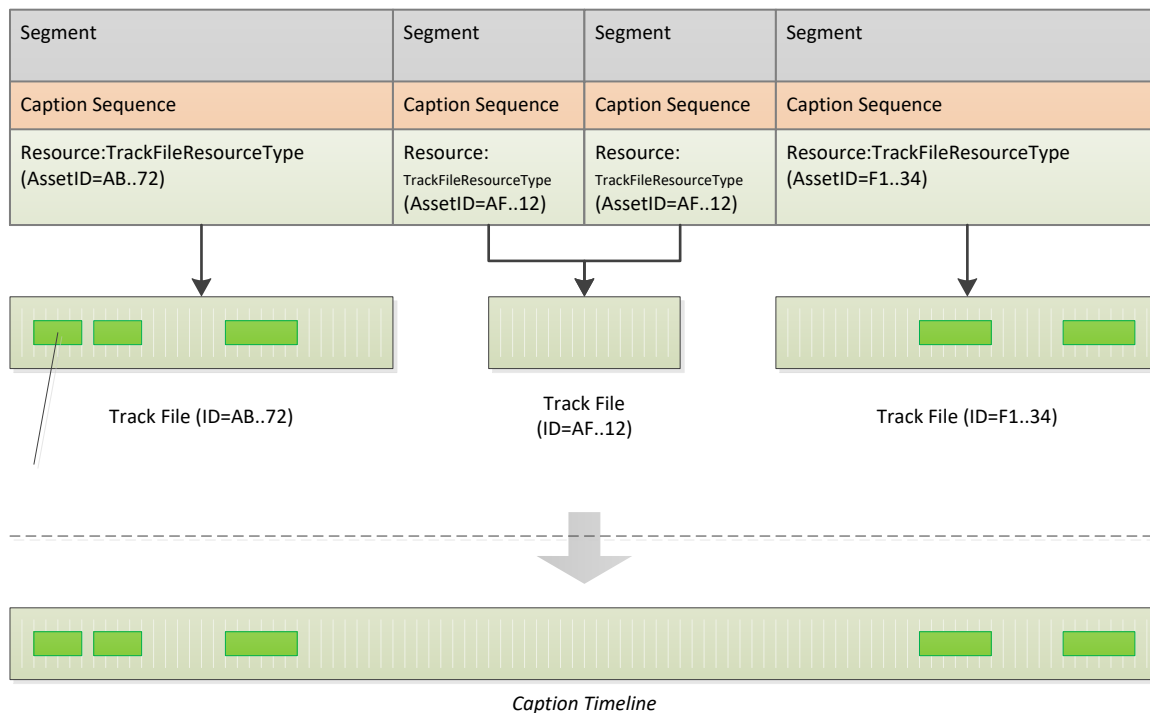 Segment
Segment
Segment
Segment
Caption Sequence
Caption Sequence
Caption Sequence
Caption Sequence
Resource:TrackFileResourceType
(AssetID=AB..72)
Resource:
TrackFileResourceType
(AssetID=AF..12)
Resource:
TrackFileResourceType
(AssetID=AF..12)
Resource:TrackFileResourceType
(AssetID=F1..34)
Track File (ID=AB..72)
Track File
(ID=AF..12)
Track File (ID=F1..34)
Caption Timeline